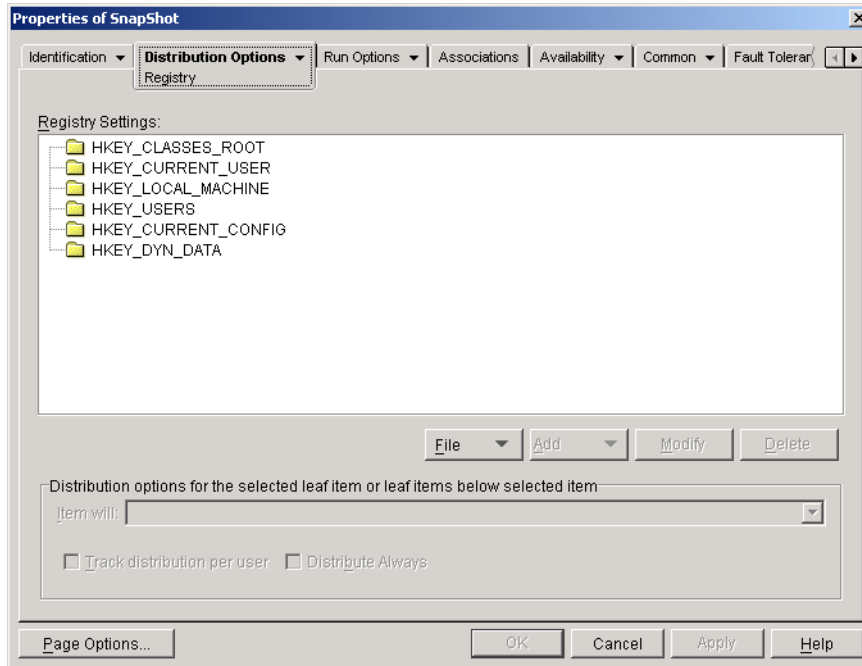 Properties of SnapShot
Identification Distribution Options Run Options Associations Availability Common Fault
Registry
Registry Settings:
HKEY_CLASSES_ROOT
HKEY_CURRENT_USER
HKEY_LOCAL_MACHINE
HKEY_USERS
HKEY_CURRENT_CONFIG
HKEY_DYN_DATA
File Add Modify Delete
Distribution options for the selected leaf item or leaf items below selected item
Item will:
Track distribution per user Distribute Always
Page Options... OK Cancel Apply Help